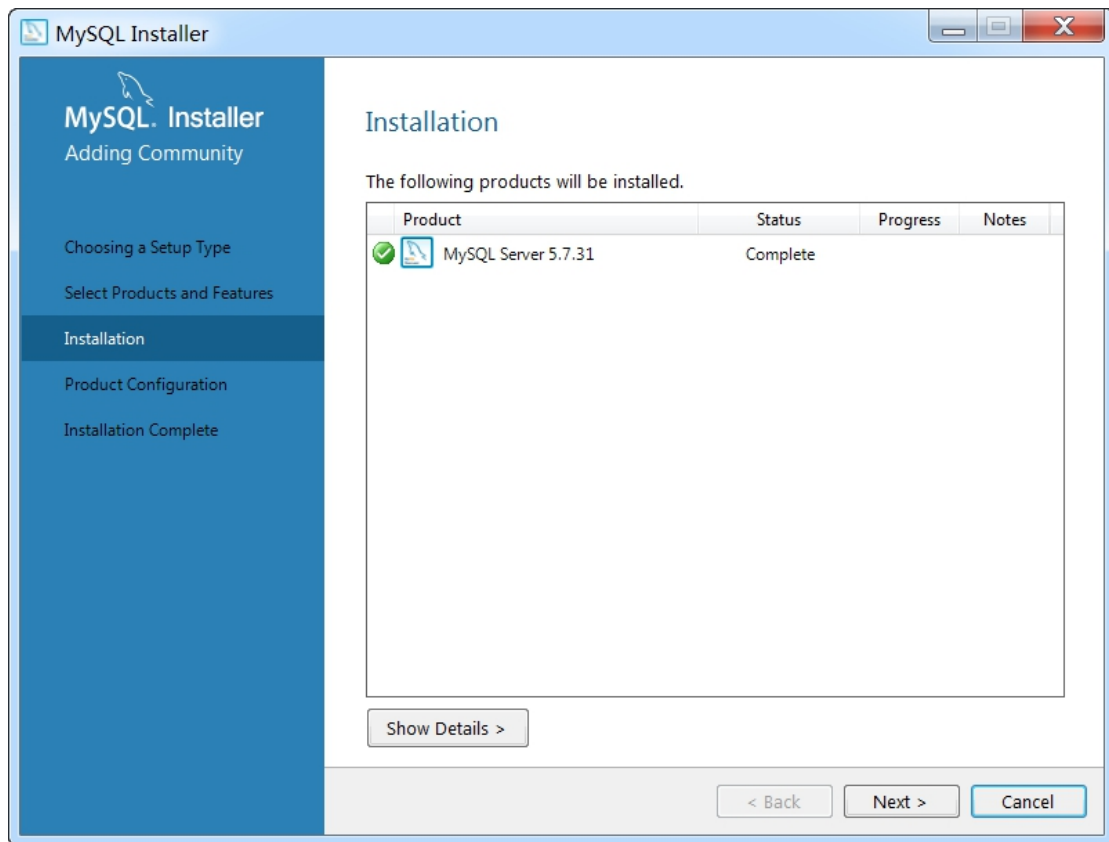 MySQL Installer
MySQL. Installer
Adding Community
Choosing a Setup Type
Select Products and Features
Installation
Product Configuration
Installation Complete
Installation
The following products will be installed.
Product Status Progress Notes
MySQL Server 5.7.31 Complete
Show Details >
< Back Next > Cancel